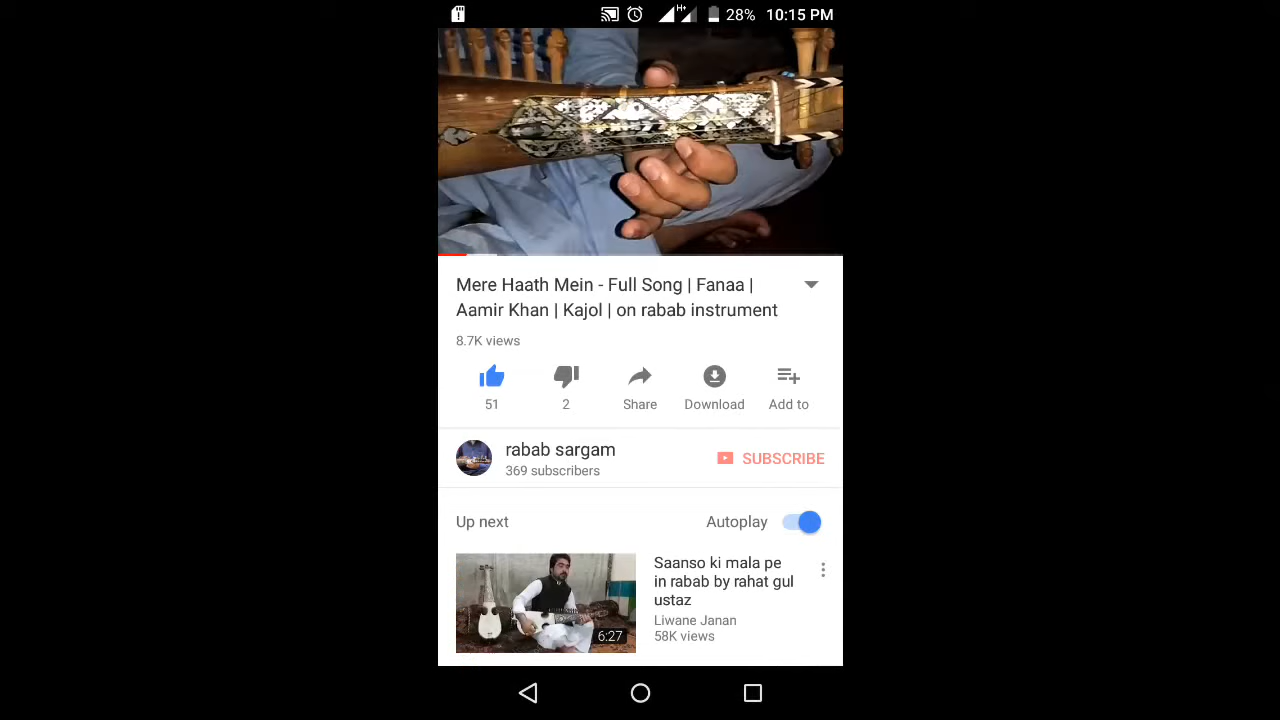 H+ 28% 10:15 PM
Mere Haath Mein - Full Song | Fanaa |
Aamir Khan | Kajol | on rabab instrument
8.7K views
51 2 Share Download Add to
rabab sargam
369 subscribers
SUBSCRIBE
Up next Autoplay
Saanso ki mala pe
in rabab by rahat gul
ustaz
Liwane Janan
58K views
6:27